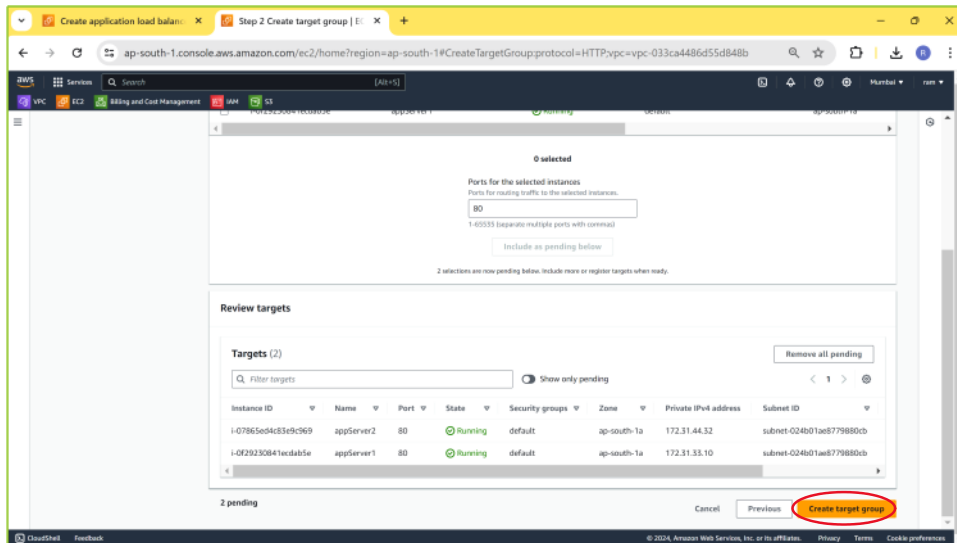 Create application load balanc
Step 2 Create target group | EC
ap-south-1.console.aws.amazon.com/ec2/home?region=ap-south-1#CreateTargetGroup:protocol=HTTP;vpc=vpc-033ca4486d55d848b
R
aws Services Search [Alt+S] Mumbai ram
VPC EC2 Billing and Cost Management IAM S3
i-0f29230841ecdab5e appServer1 Running default ap-south-1a
0 selected
Ports for the selected instances
Ports for routing traffic to the selected instances.
80
1-65535 (separate multiple ports with commas)
Include as pending below
2 selections are now pending below. Include more or register targets when ready.
Review targets
Targets (2) Remove all pending
Filter targets Show only pending 1
Instance ID Name Port State Security groups Zone Private IPv4 address Subnet ID
i-07865ed4c83e9c969 appServer2 80 Running default ap-south-1a 172.31.44.32 subnet-024b01ae8779880cb
i-0f29230841ecdab5e appServer1 80 Running default ap-south-1a 172.31.33.10 subnet-024b01ae8779880cb
2 pending
Cancel Previous Create target group
CloudShell Feedback © 2024, Amazon Web Services, Inc. or its affiliates. Privacy Terms Cookie preferences